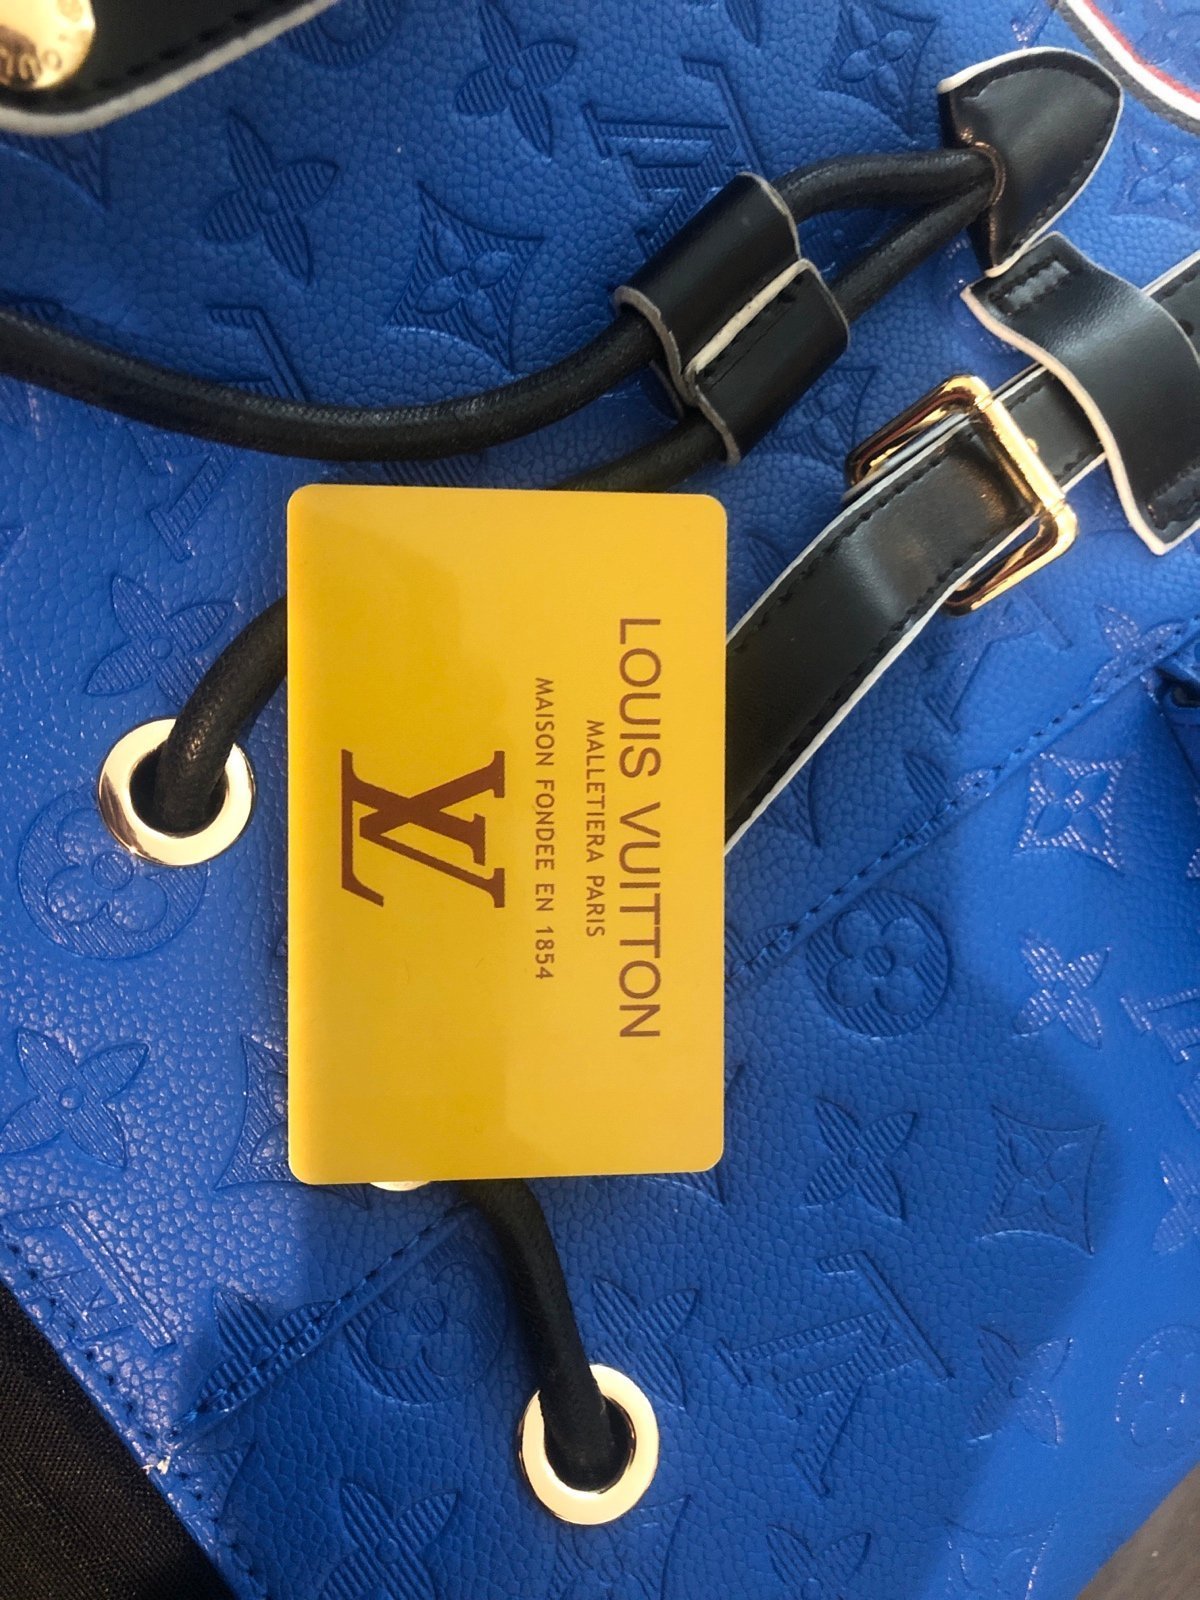 LOUIS VUITTON
MALLETIERA PARIS
MAISON FONDEE EN 1854
LV